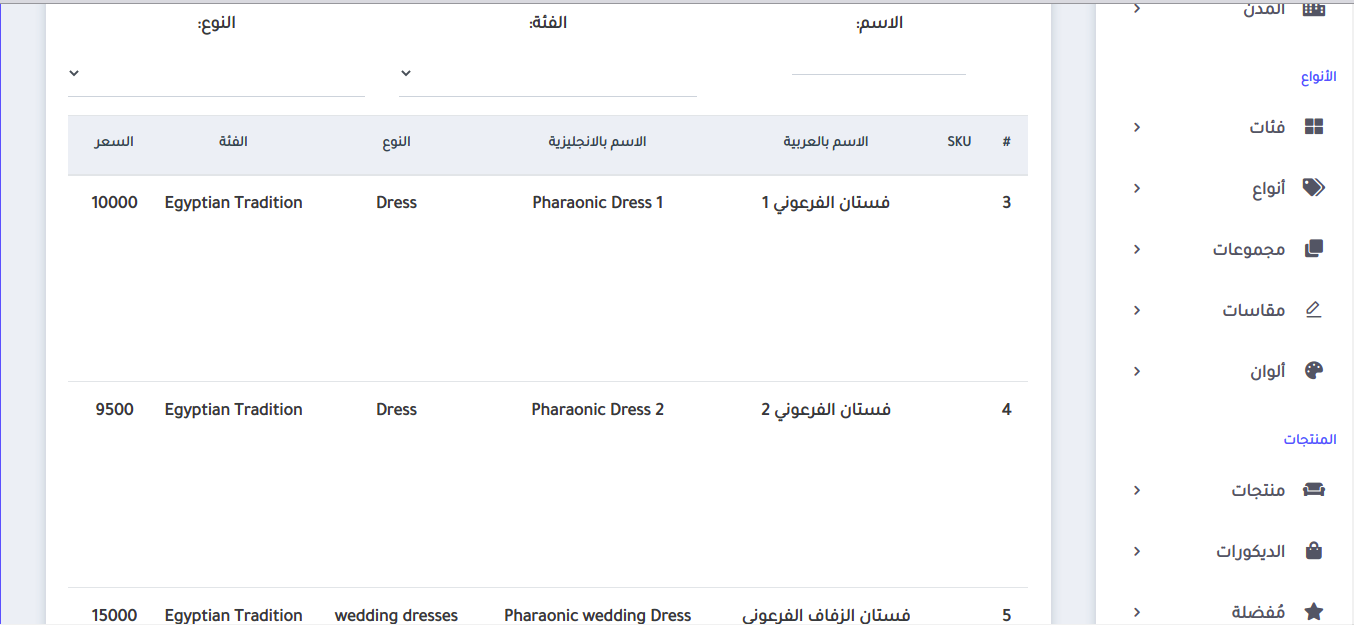 المدن
الأنواع
فئات
أنواع
مجموعات
مقاسات
ألوان
المنتجات
منتجات
الديكورات
مُفضلة
الاسم: الفئة: النوع:
# SKU الاسم بالعربية الاسم بالانجليزية النوع الفئة السعر
3 فستان الفرعوني 1 Pharaonic Dress 1 Dress Egyptian Tradition 10000
4 فستان الفرعوني 2 Pharaonic Dress 2 Dress Egyptian Tradition 9500
5 فستان الزفاف الفرعوني Pharaonic wedding Dress wedding dresses Egyptian Tradition 15000